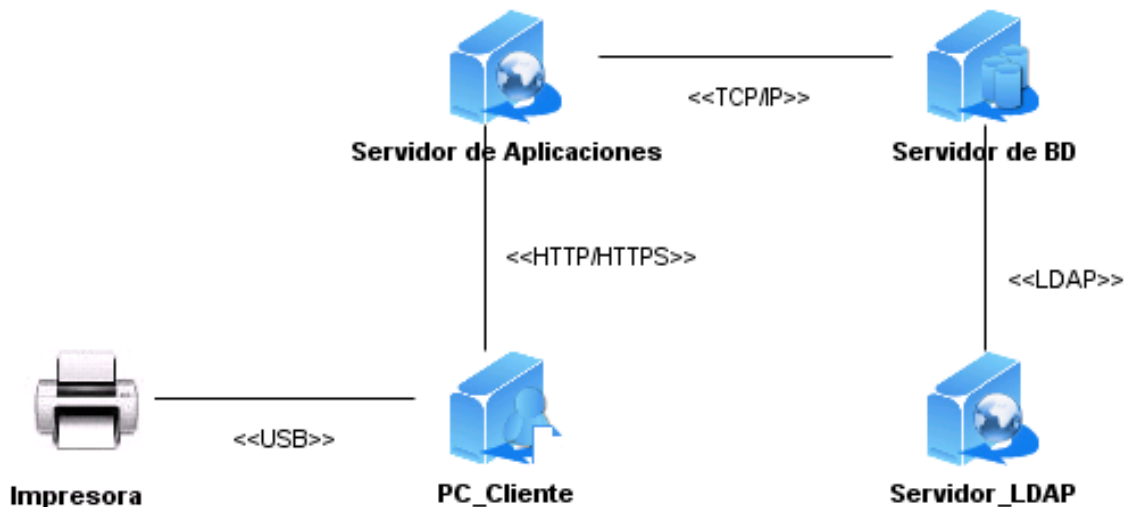 <<TCP/IP>>
Servidor de Aplicaciones
Servidor de BD
<<HTTP/HTTPS>>
<<LDAP>>
<<USB>>
Impresora
PC_Cliente
Servidor_LDAP